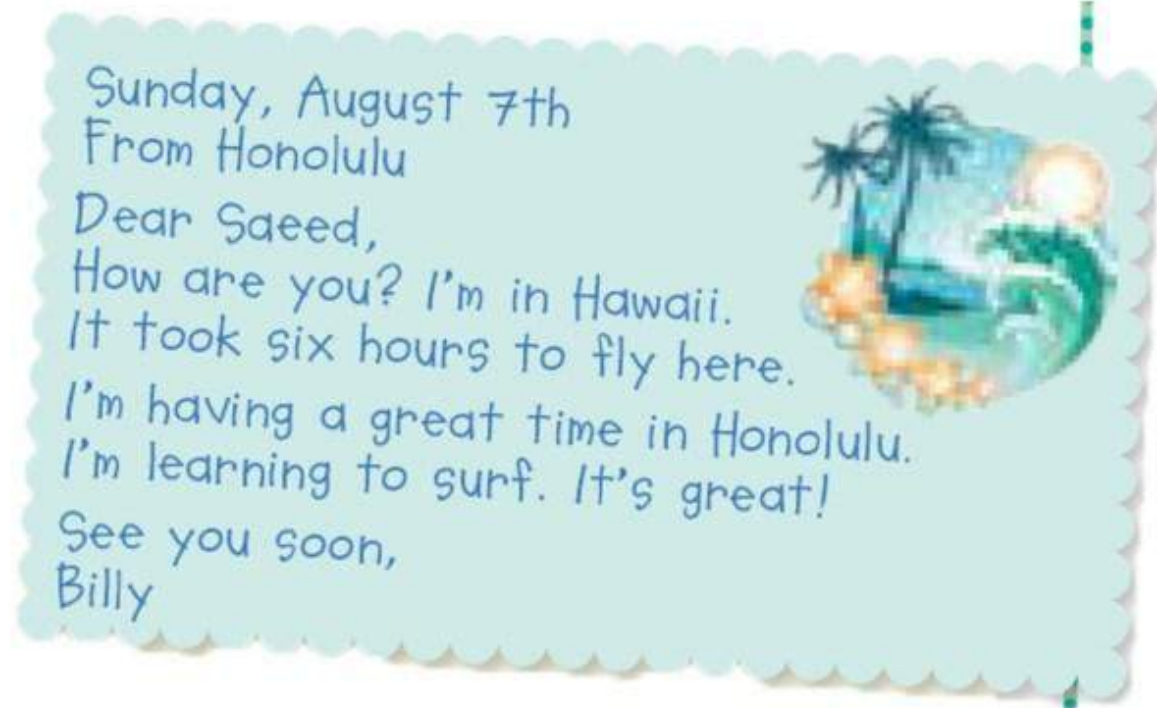 Sunday, August 7th
From Honolulu
Dear Saeed,
How are you? I'm in Hawaii.
It took six hours to fly here.
I'm having a great time in Honolulu.
I'm learning to surf. It's great!
See you soon,
Billy